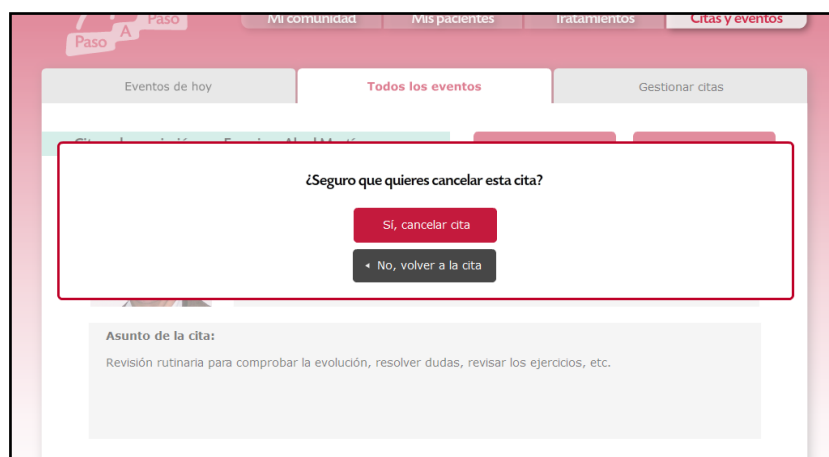 Paso A Paso
Mi comunidad Mis pacientes Tratamientos Citas y eventos
Eventos de hoy Todos los eventos Gestionar citas
¿Seguro que quieres cancelar esta cita?
Sí, cancelar cita
No, volver a la cita
Asunto de la cita:
Revisión rutinaria para comprobar la evolución, resolver dudas, revisar los ejercicios, etc.